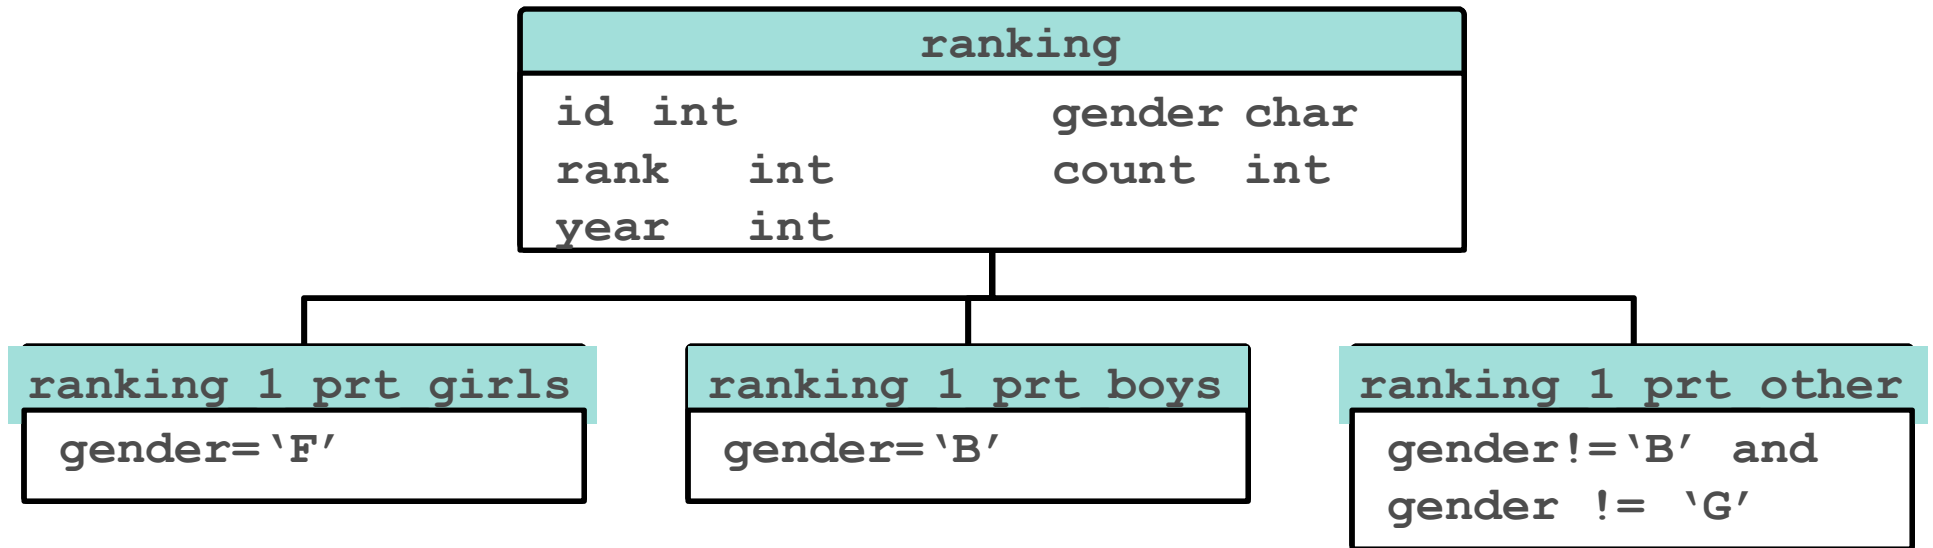 ranking
id int gender char
rank int count int
year int
ranking 1 prt girls
gender=‘F’
ranking 1 prt boys
gender=‘B’
ranking 1 prt other
gender!=‘B’ and
gender != ‘G’